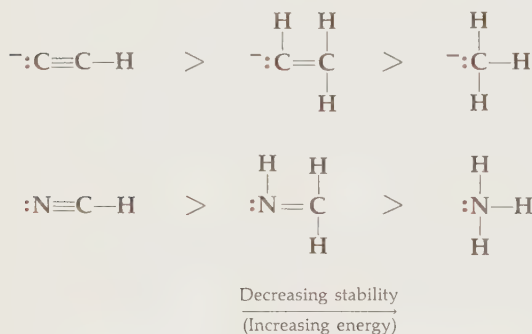 H H H
⁻:C≡C—H > ⁻:C=C > ⁻:C—H
H H
H H H
:N≡C—H > :N=C > :N—H
H H
Decreasing stability
(Increasing energy)